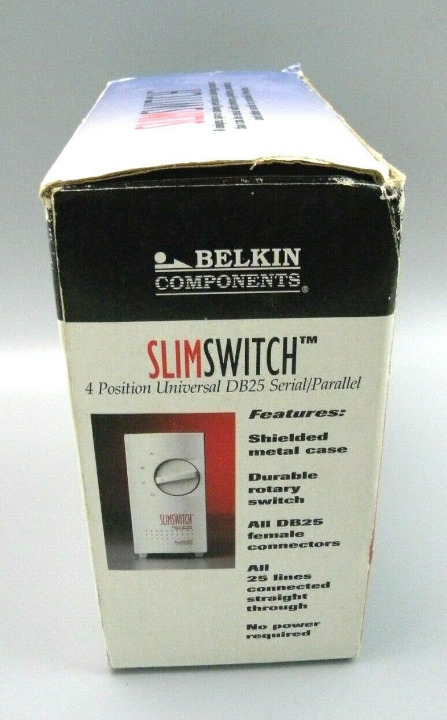 SLIMSWITCH
BELKIN
COMPONENTS®
SLIMSWITCH™
4 Position Universal DB25 Serial/Parallel
Features:
Shielded
metal case
Durable
rotary
switch
All DB25
female
connectors
All
25 lines
connected
straight
through
No power
required
SLIMSWITCH